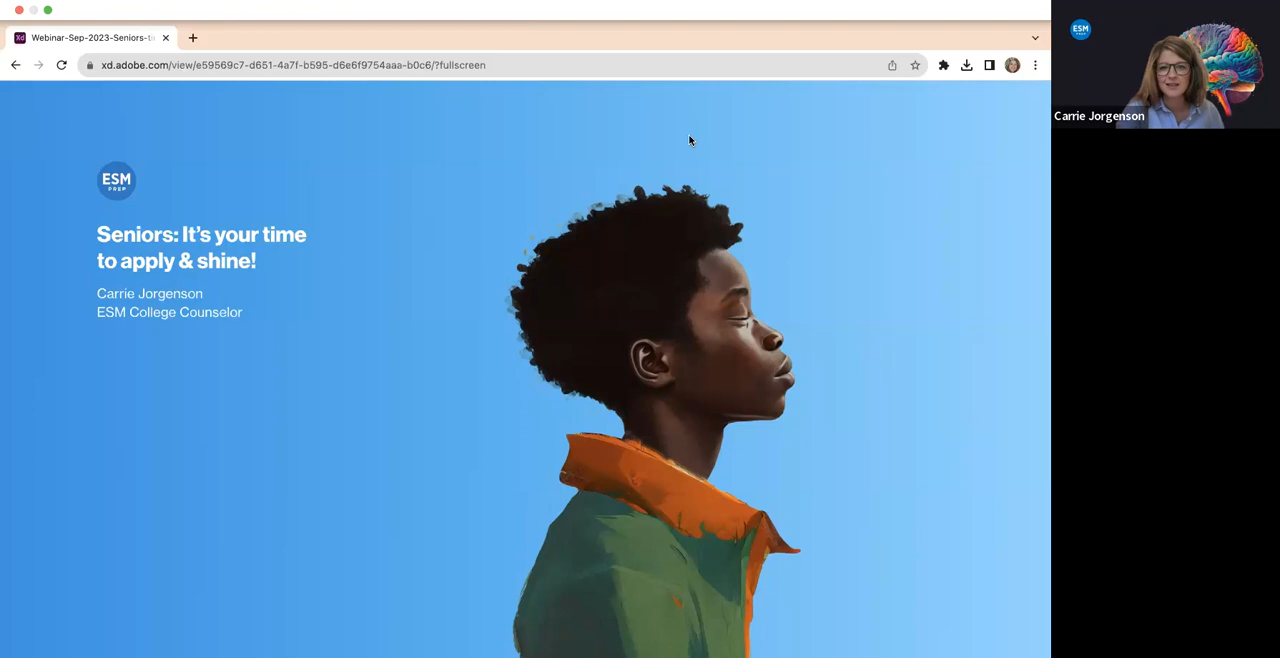 Webinar-Sep-2023-Seniors-ti
xd.adobe.com/view/e59569c7-d651-4a7f-b595-d6e6f9754aaa-b0c6/?fullscreen
ESM
PREP
Seniors: It's your time
to apply & shine!
Carrie Jorgenson
ESM College Counselor
ESM
Carrie Jorgenson